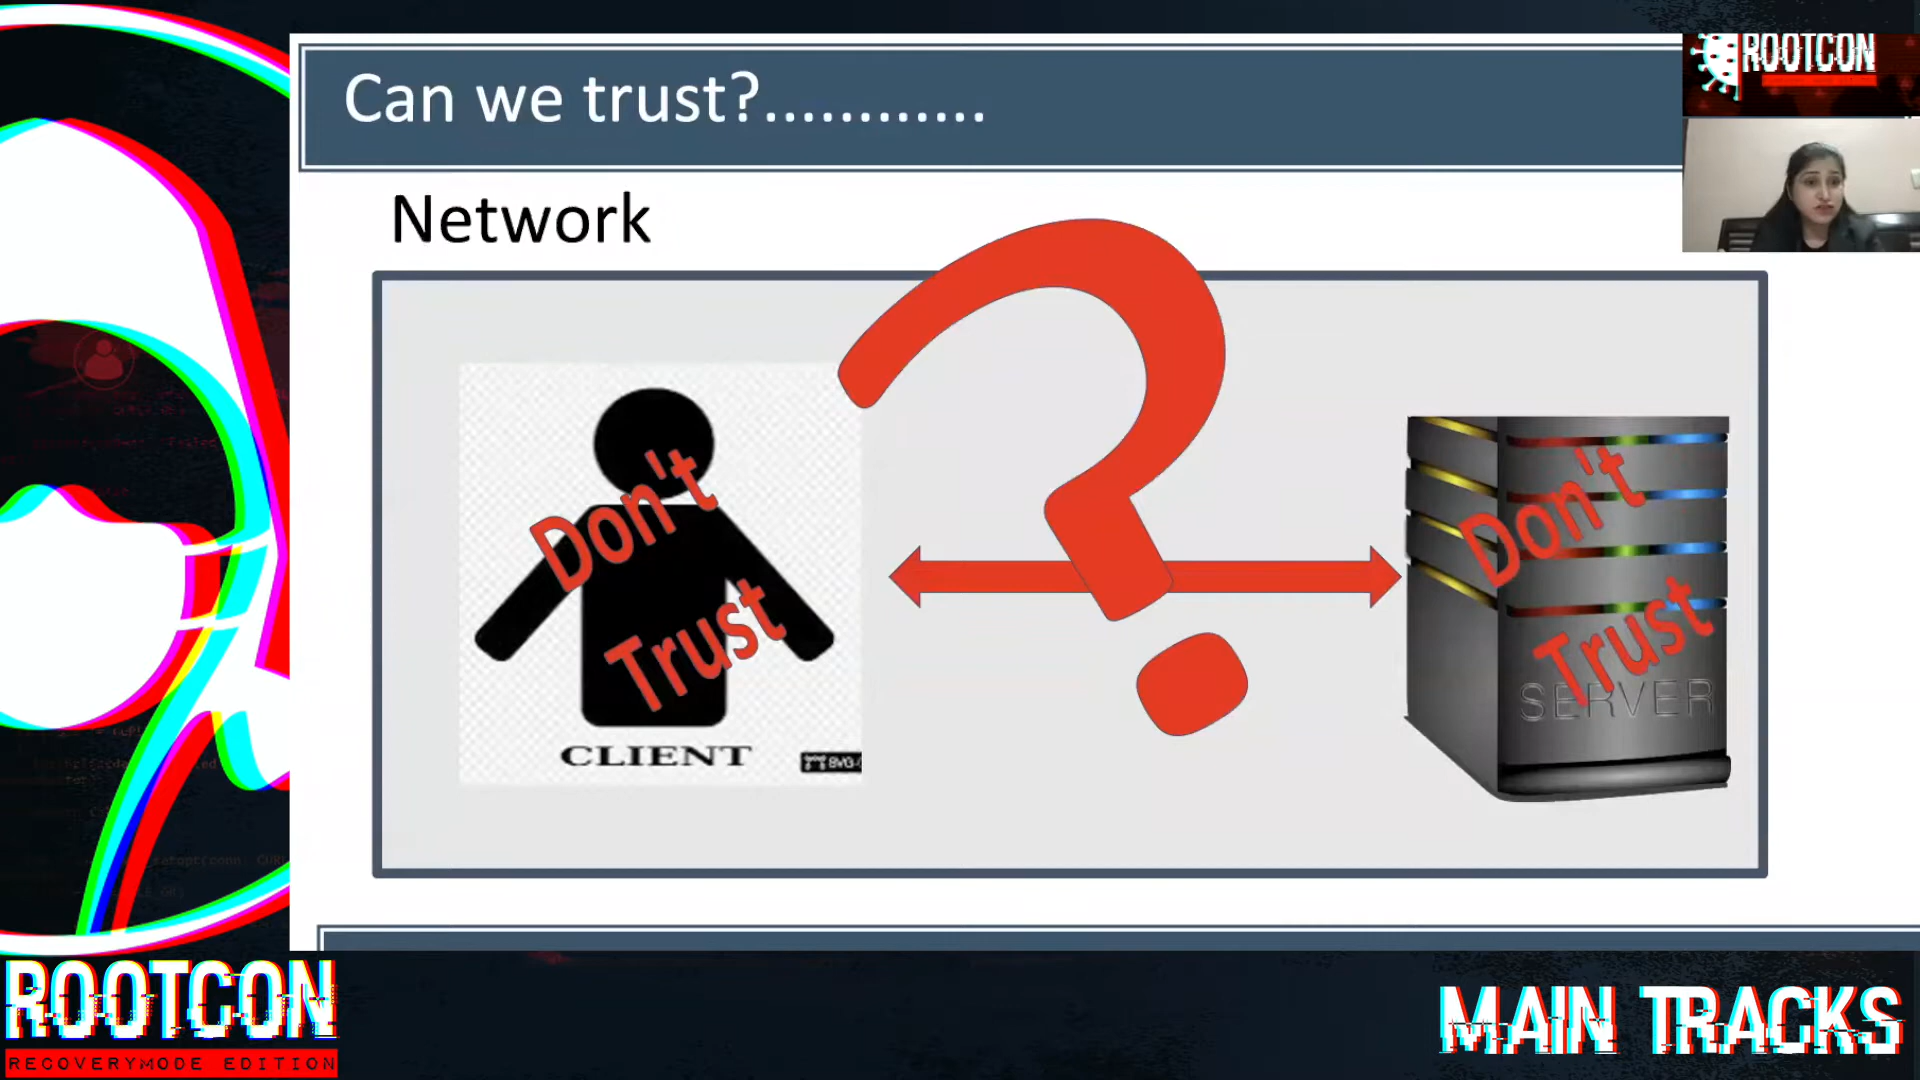 Can we trust?............
ROOTCON
Network
Don't
Trust
CLIENT
Don't
Trust
SERVER
ROOTCON
RECOVERYMODE EDITION
MAIN TRACKS